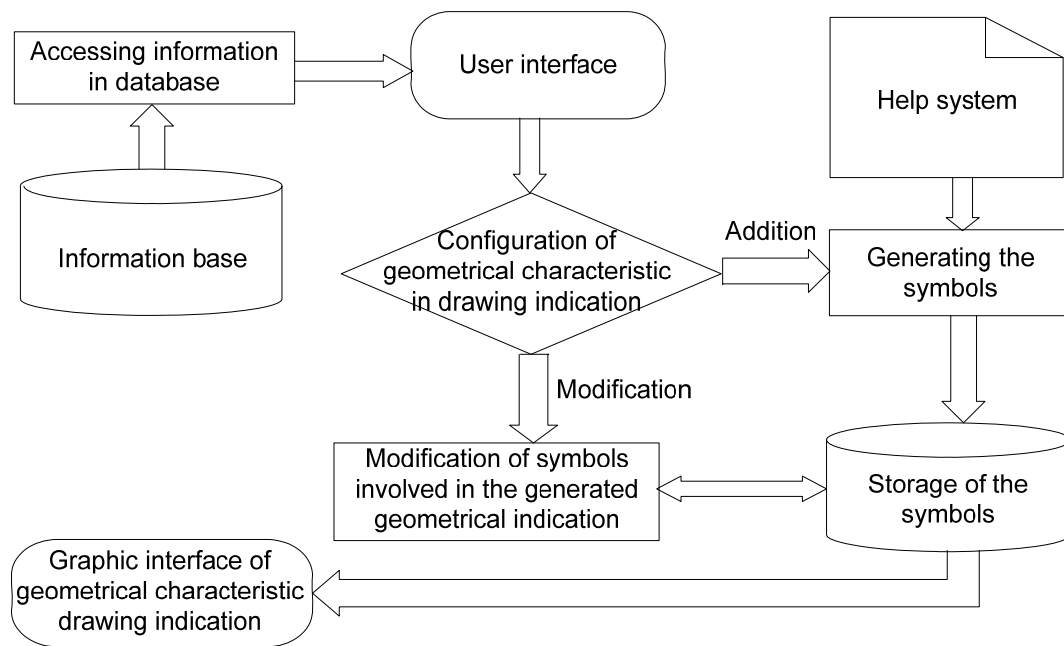 Accessing information
in database
User interface
Help system
Information base
Configuration of
geometrical characteristic
in drawing indication
Addition
Generating the
symbols
Modification
Modification of symbols
involved in the generated
geometrical indication
Storage of the
symbols
Graphic interface of
geometrical characteristic
drawing indication